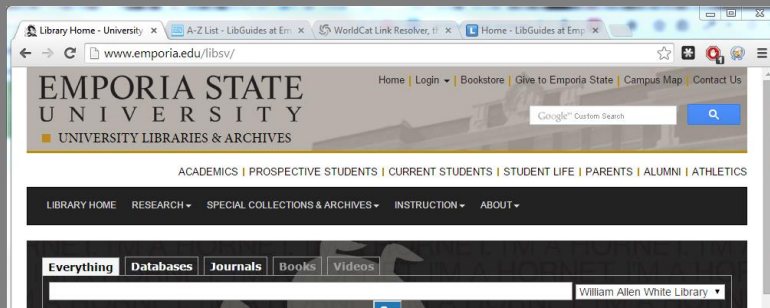 Library Home - University
A-Z List - LibGuides at Em
WorldCat Link Resolver, th
Home - LibGuides at Emp
www.emporia.edu/libsv/
EMPORIA STATE
UNIVERSITY
UNIVERSITY LIBRARIES & ARCHIVES
Home | Login | Bookstore | Give to Emporia State | Campus Map | Contact Us
Google™ Custom Search
ACADEMICS | PROSPECTIVE STUDENTS | CURRENT STUDENTS | STUDENT LIFE | PARENTS | ALUMNI | ATHLETICS
LIBRARY HOME RESEARCH SPECIAL COLLECTIONS & ARCHIVES INSTRUCTION ABOUT
Everything Databases Journals Books Videos
William Allen White Library